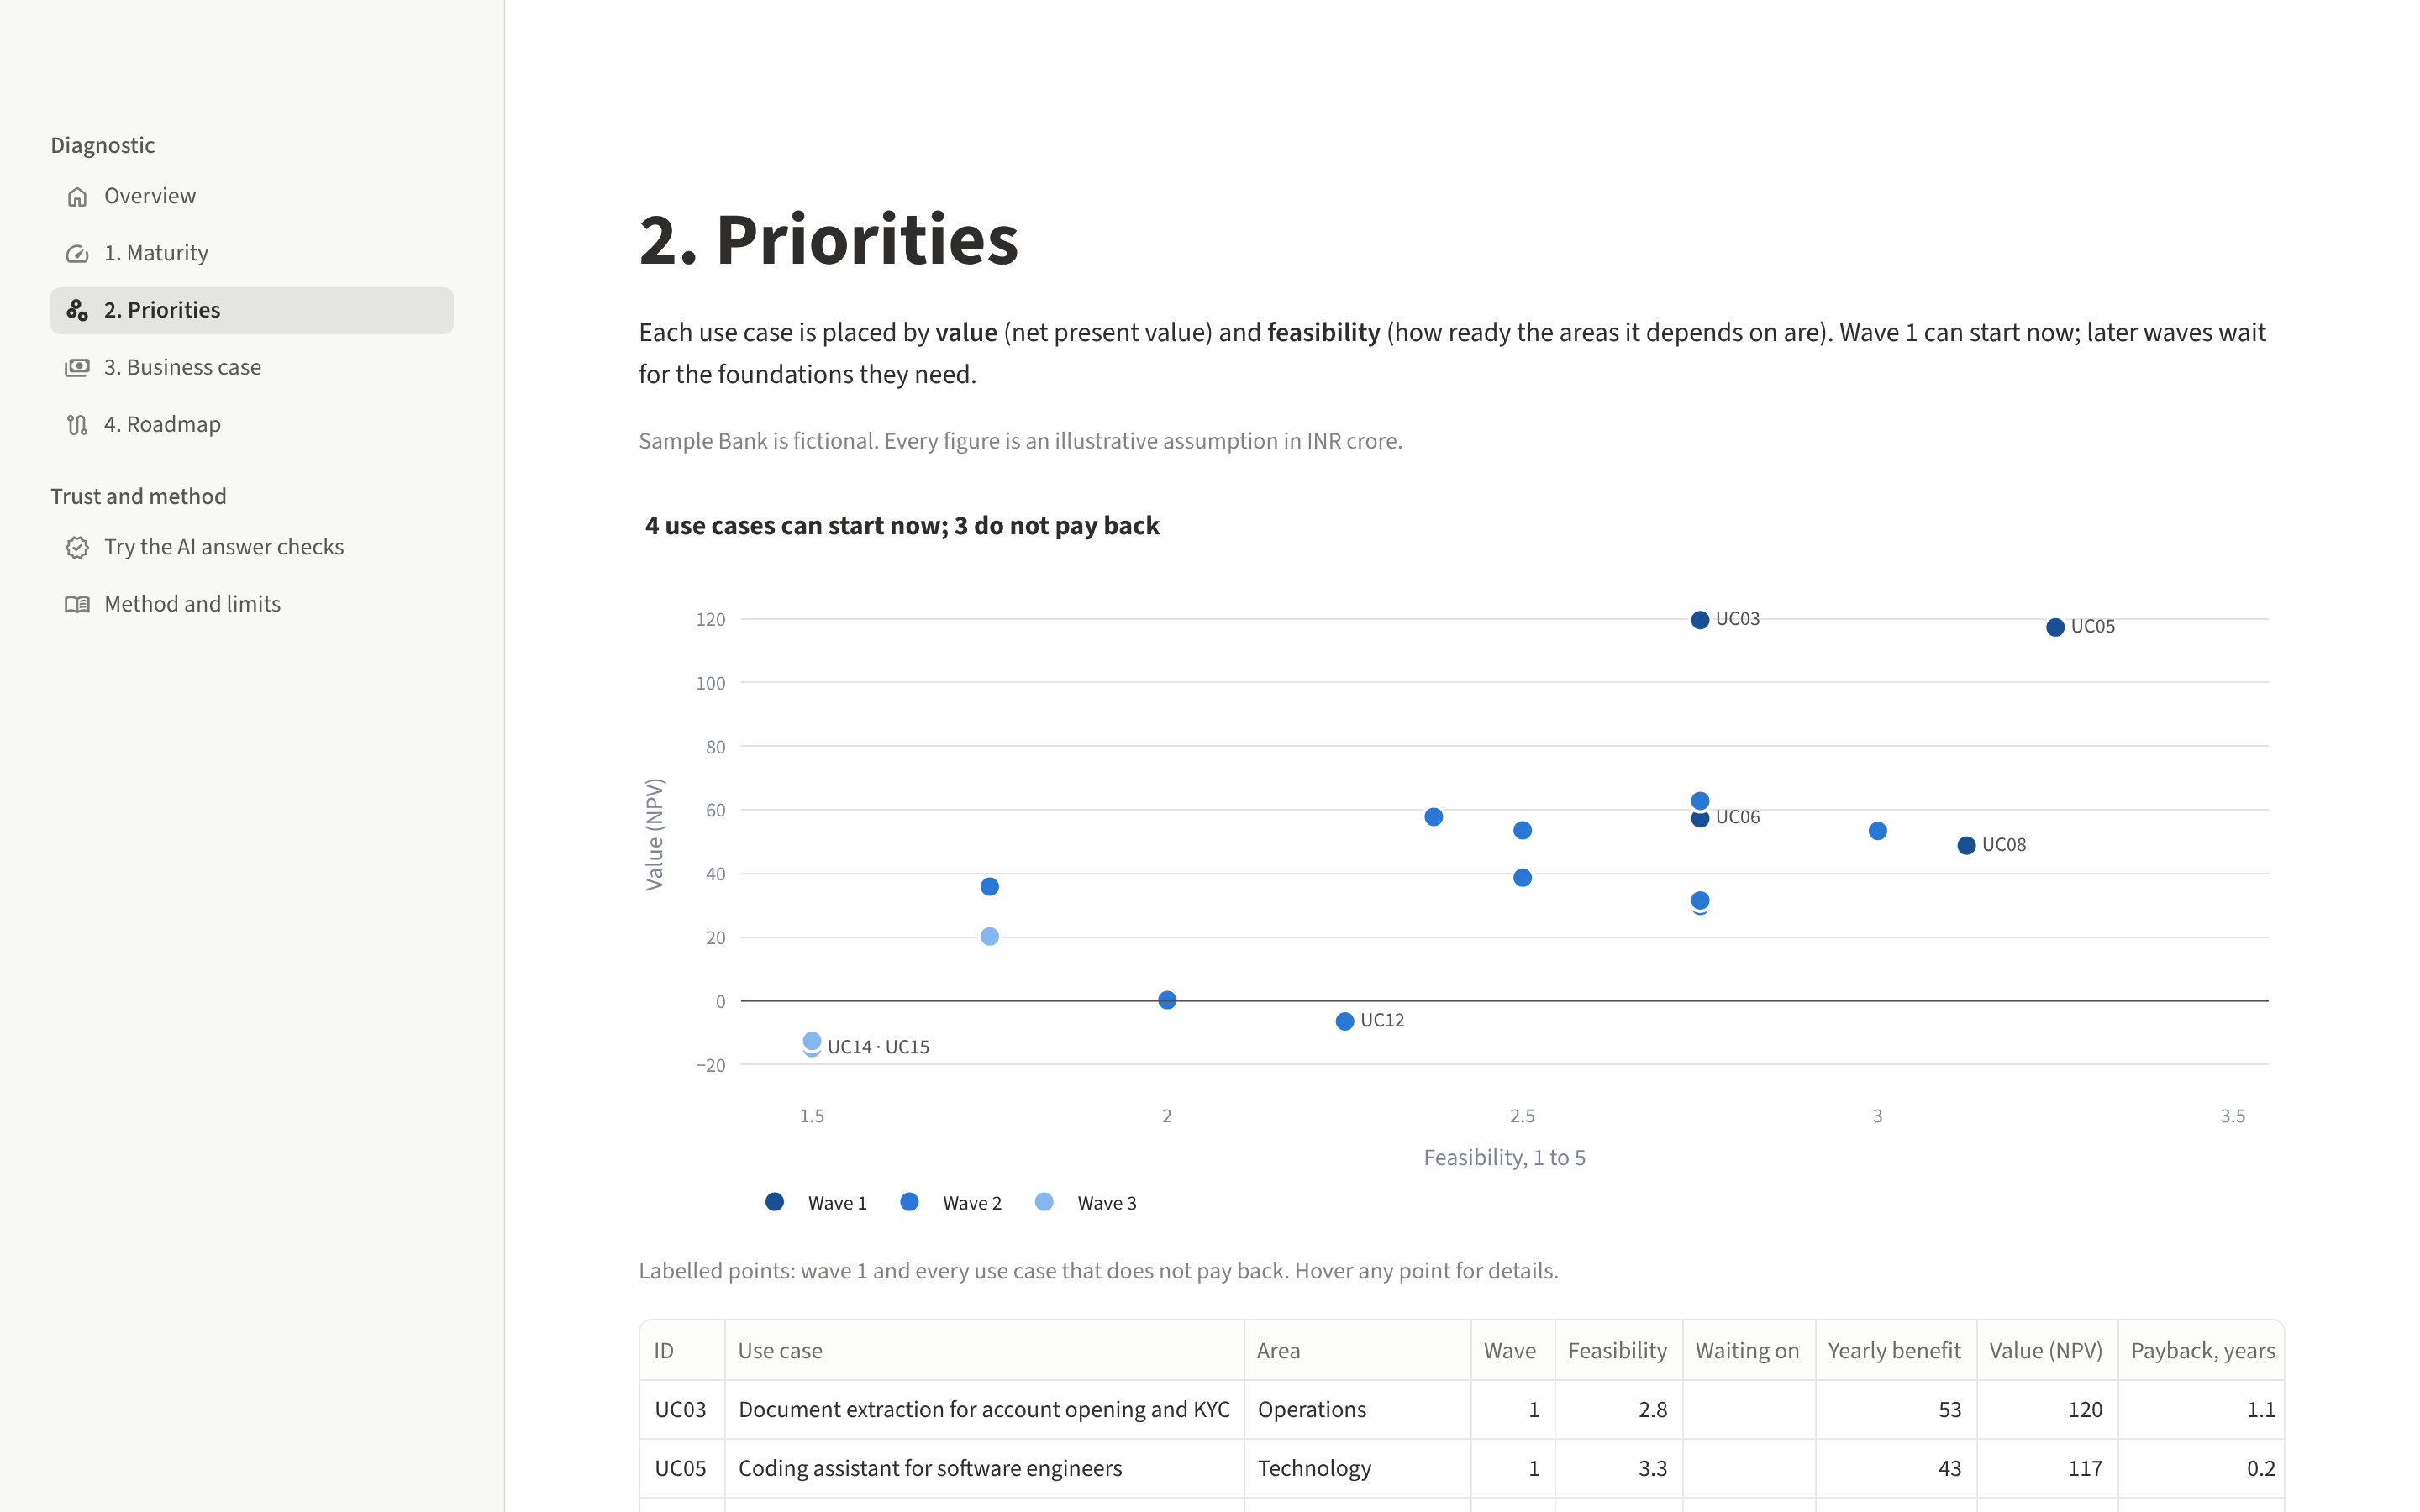 Diagnostic
Overview
1. Maturity
2. Priorities
3. Business case
4. Roadmap
Trust and method
Try the AI answer checks
Method and limits
2. Priorities
Each use case is placed by value (net present value) and feasibility (how ready the areas it depends on are). Wave 1 can start now; later waves wait
for the foundations they need.
Sample Bank is fictional. Every figure is an illustrative assumption in INR crore.
4 use cases can start now; 3 do not pay back
Value (NPV)
120
100
80
60
40
20
0
−20
UC03
UC05
UC06
UC08
UC12
UC14 · UC15
1.5 2 2.5 3 3.5
Feasibility, 1 to 5
Wave 1 Wave 2 Wave 3
Labelled points: wave 1 and every use case that does not pay back. Hover any point for details.
ID Use case Area Wave Feasibility Waiting on Yearly benefit Value (NPV) Payback, years
UC03 Document extraction for account opening and KYC Operations 1 2.8 53 120 1.1
UC05 Coding assistant for software engineers Technology 1 3.3 43 117 0.2